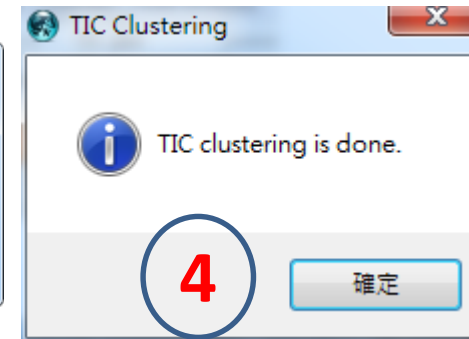 TIC Clustering
TIC clustering is done.
4
確定